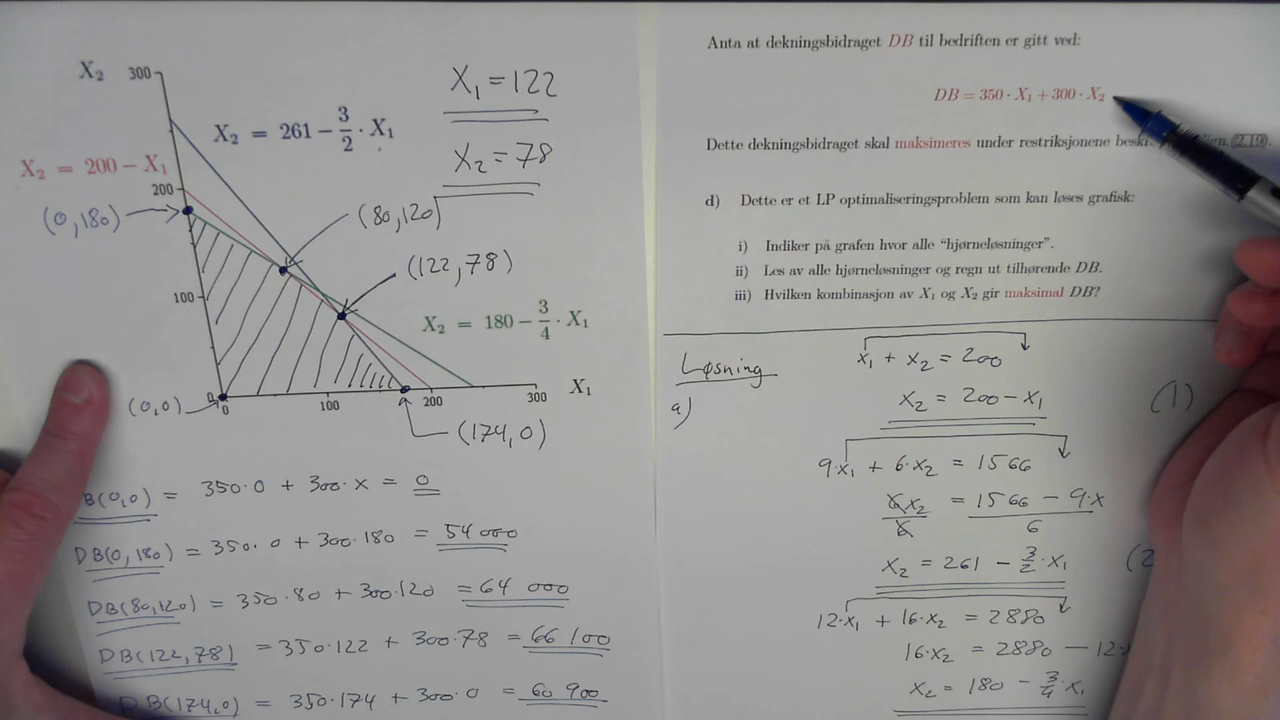 X₂
300
X₂ = 261 − 3/2 · X₁
X₁ = 122
X₂ = 78
X₂ = 200 − X₁
200
(0,180)
(80,120)
(122,78)
100
X₂ = 180 − 3/4 · X₁
(0,0)
0
0
100
200
300
X₁
(174,0)
B(0,0) = 350·0 + 300·x = 0
DB(0,180) = 350·0 + 300·180 = 54 000
DB(80,120) = 350·80 + 300·120 = 64 000
DB(122,78) = 350·122 + 300·78 = 66 100
DB(174,0) = 350·174 + 300·0 = 60 900
Anta at dekningsbidraget DB til bedriften er gitt ved:
DB = 350 · X₁ + 300 · X₂
Dette dekningsbidraget skal maksimeres under restriksjonene (2.19).
d) Dette er et LP optimaliseringsproblem som kan løses grafisk:
i) Indiker på grafen hvor alle “hjørneløsninger”.
ii) Les av alle hjørneløsninger og regn ut tilhørende DB.
iii) Hvilken kombinasjon av X₁ og X₂ gir maksimal DB?
Løsning
a)
x₁ + x₂ = 200
x₂ = 200 − x₁ (1)
9·x₁ + 6·x₂ = 1566
6x₂/6 = 1566 − 9·x/6
x₂ = 261 − 3/2·x₁ (2
12·x₁ + 16·x₂ = 2880
16·x₂ = 2880 − 12·x
x₂ = 180 − 3/4·x₁